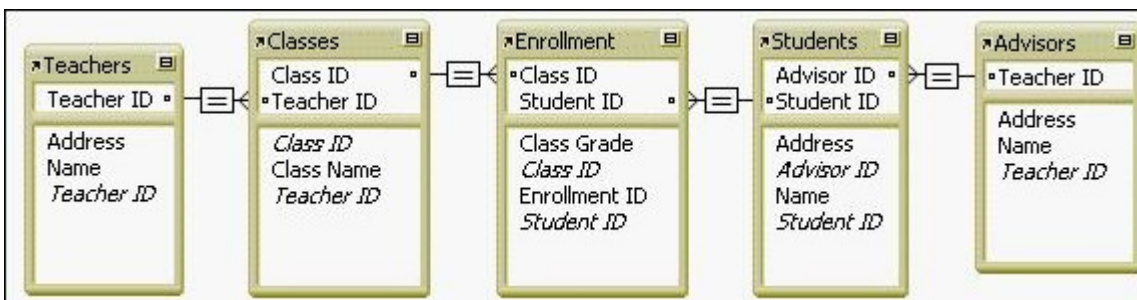 Teachers
Teacher ID
Address
Name
Teacher ID
Classes
Class ID
Teacher ID
Class ID
Class Name
Teacher ID
Enrollment
Class ID
Student ID
Class Grade
Class ID
Enrollment ID
Student ID
Students
Advisor ID
Student ID
Address
Advisor ID
Name
Student ID
Advisors
Teacher ID
Address
Name
Teacher ID